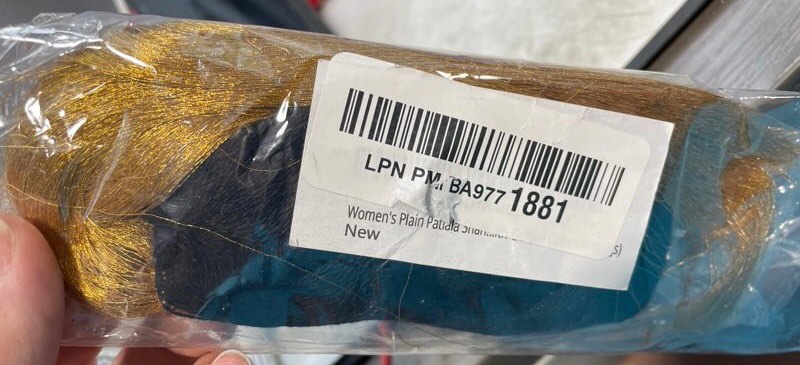 LPN PM BA977 1881
Women's Plain Patiala
New